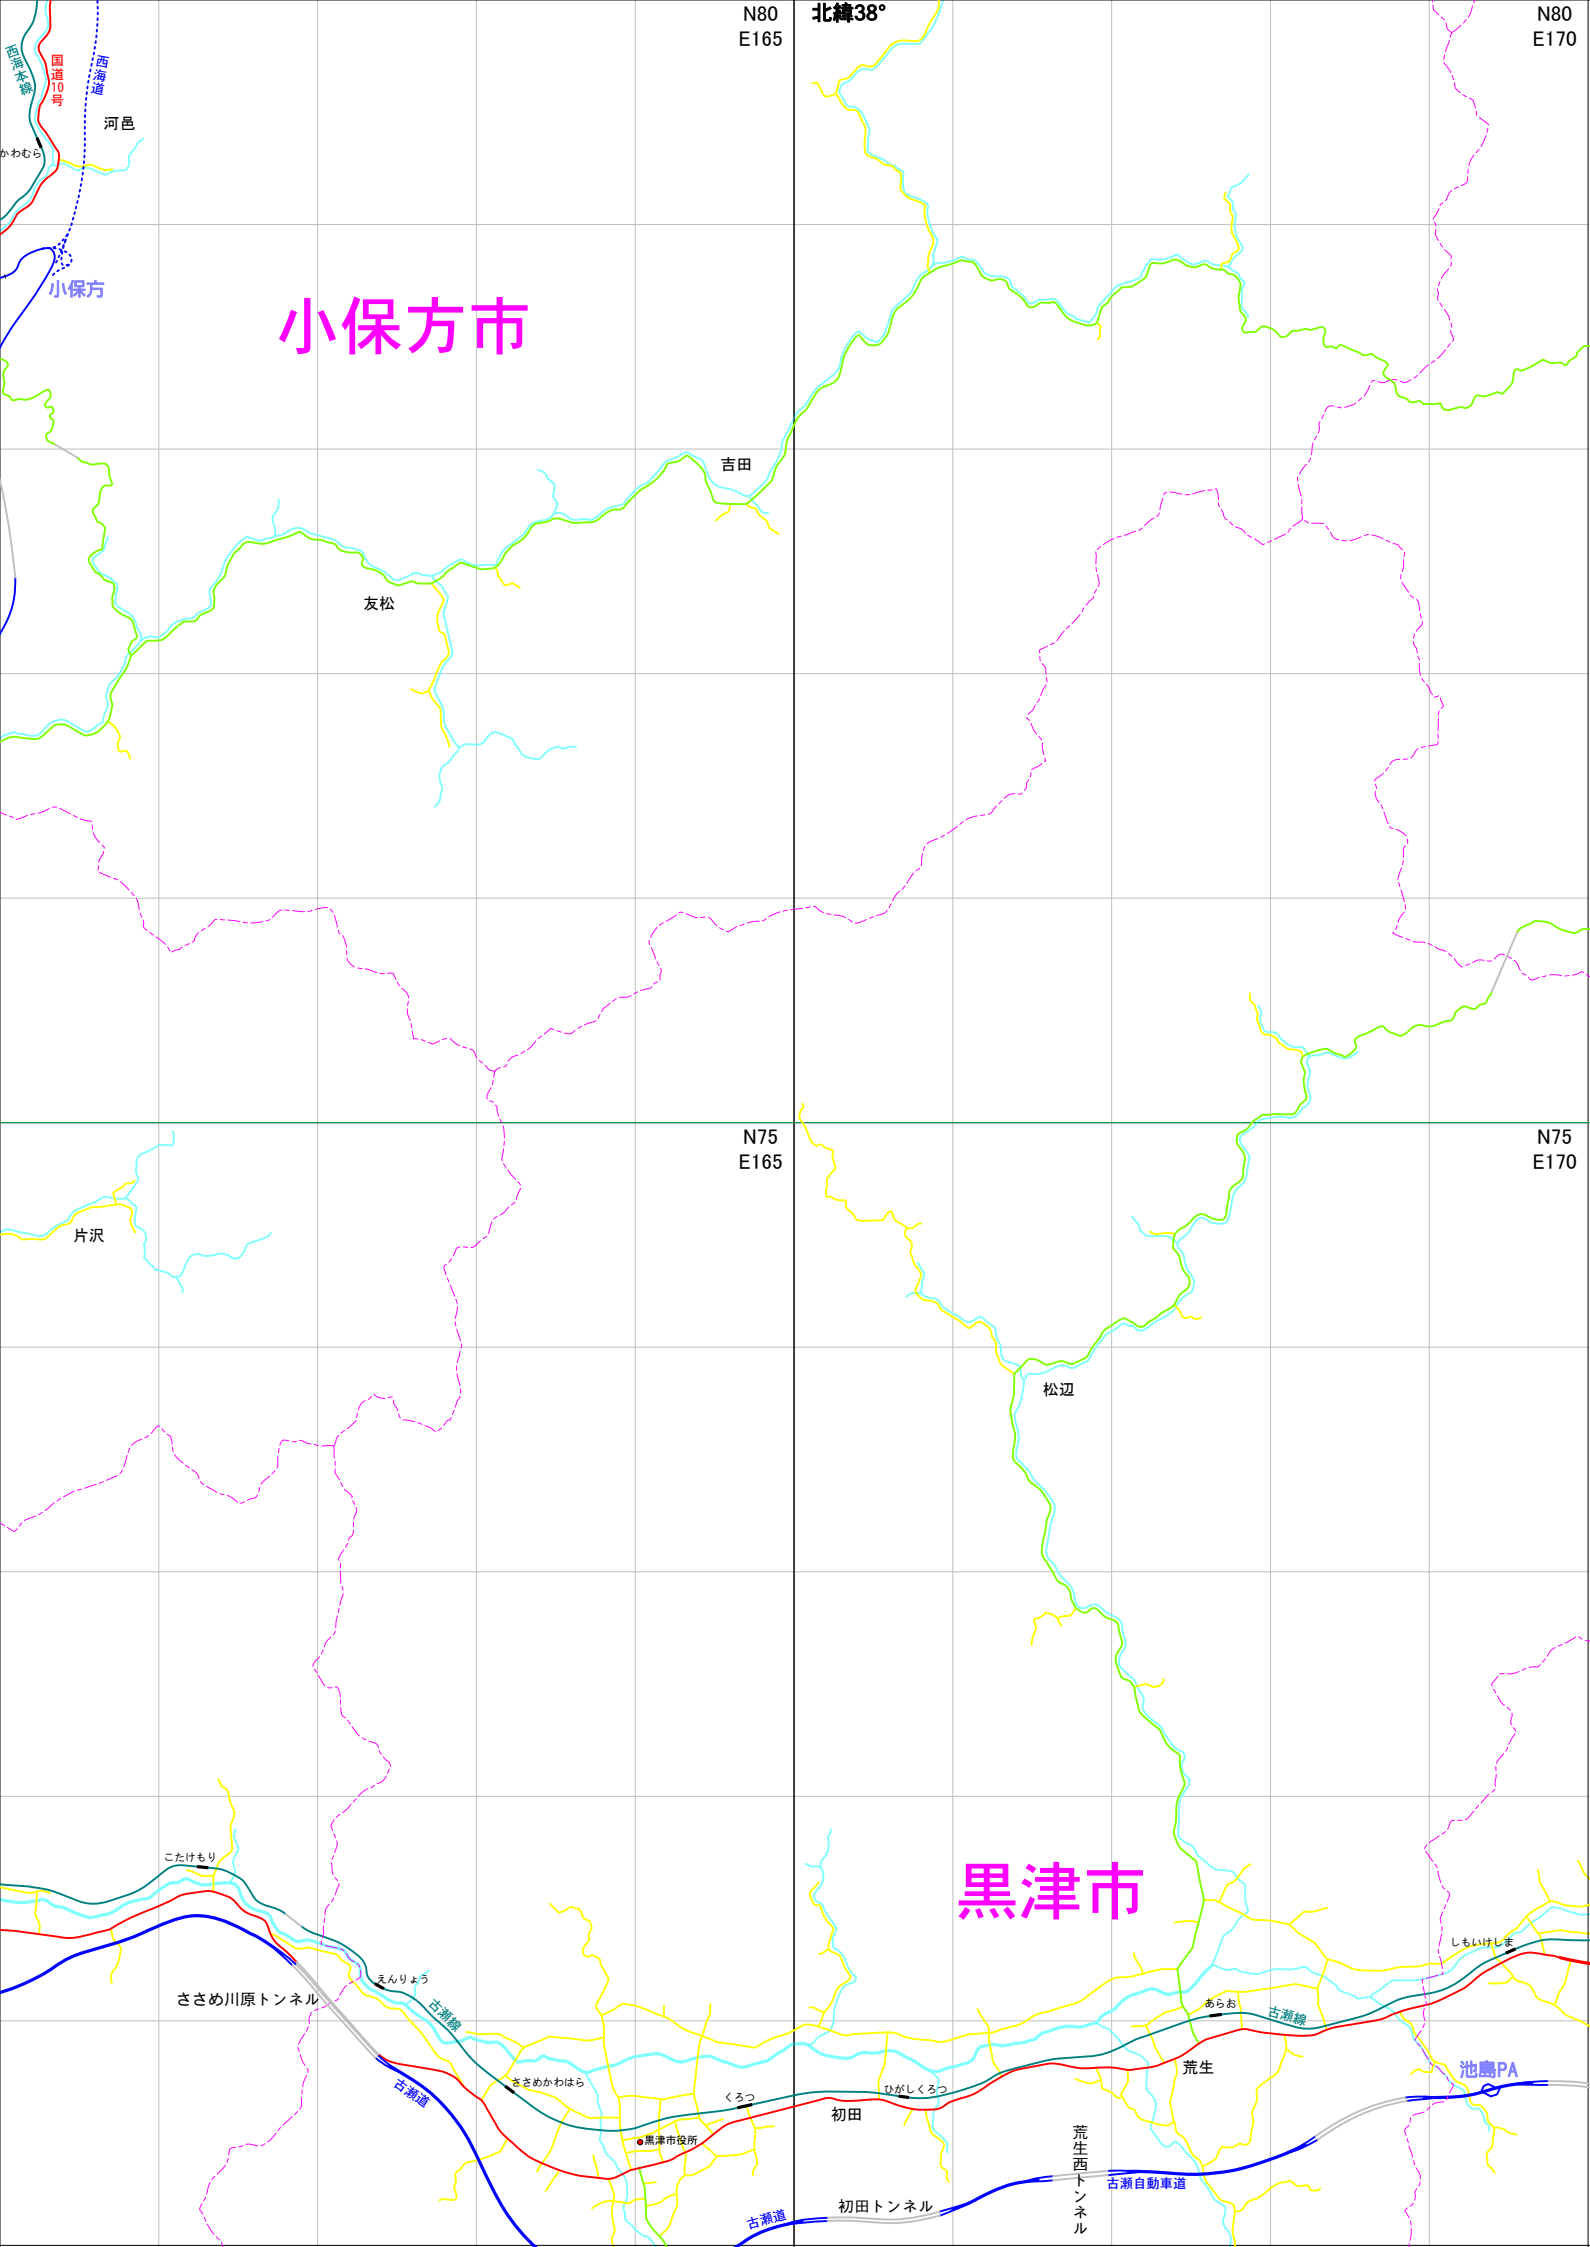 N80
E165
北緯38°
N80
E170
西海本線
国道10号
西海道
河邑
かわむら
小保方
小保方市
吉田
友松
N75
E165
N75
E170
片沢
松辺
こたけもり
黒津市
しもいけしま
えんりょう
ささめ川原トンネル
古瀬線
あらお
古瀬線
荒生
池島PA
古瀬道
ささめかわはら
くろつ
ひがしくろつ
初田
黒津市役所
荒生西トンネル
古瀬自動車道
初田トンネル
古瀬道